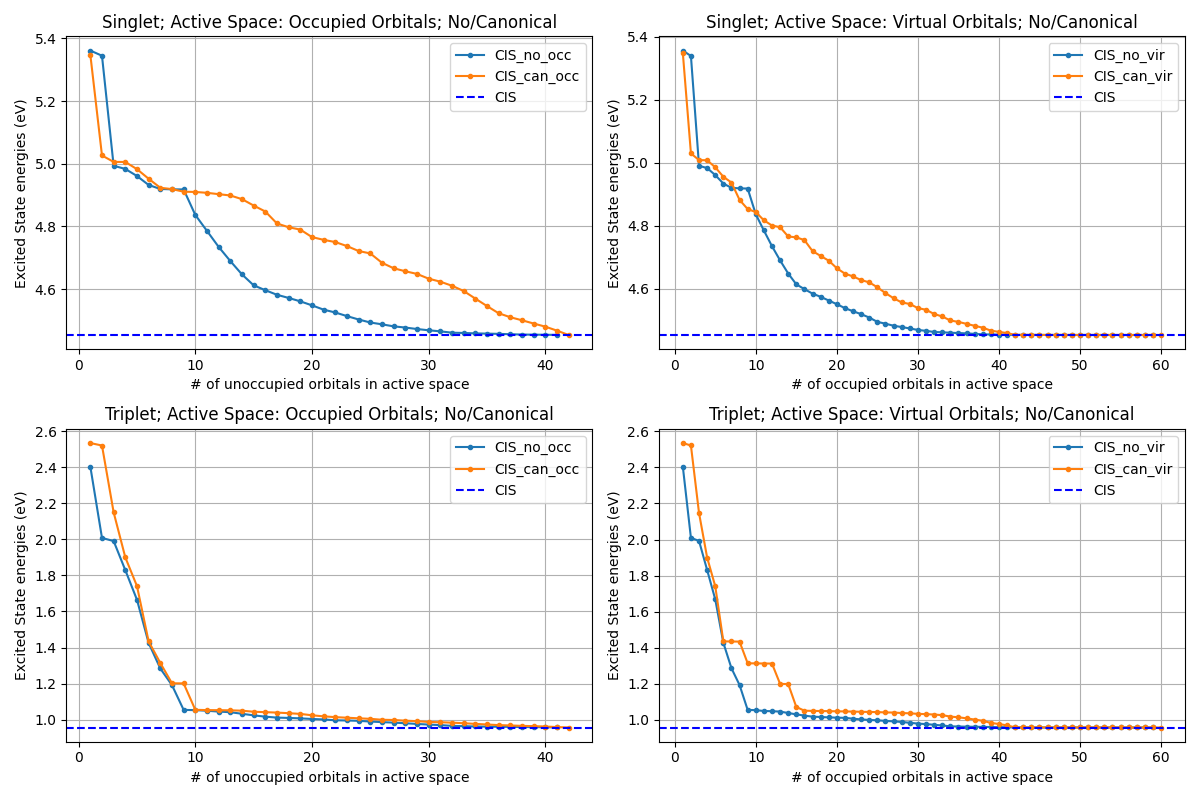 Singlet; Active Space: Occupied Orbitals; No/Canonical
5.4
5.2
5.0
4.8
4.6
Excited State energies (eV)
CIS_no_occ
CIS_can_occ
CIS
0 10 20 30 40
# of unoccupied orbitals in active space
Singlet; Active Space: Virtual Orbitals; No/Canonical
5.4
5.2
5.0
4.8
4.6
Excited State energies (eV)
CIS_no_vir
CIS_can_vir
CIS
0 10 20 30 40 50 60
# of occupied orbitals in active space
Triplet; Active Space: Occupied Orbitals; No/Canonical
2.6
2.4
2.2
2.0
1.8
1.6
1.4
1.2
1.0
Excited State energies (eV)
CIS_no_occ
CIS_can_occ
CIS
0 10 20 30 40
# of unoccupied orbitals in active space
Triplet; Active Space: Virtual Orbitals; No/Canonical
2.6
2.4
2.2
2.0
1.8
1.6
1.4
1.2
1.0
Excited State energies (eV)
CIS_no_vir
CIS_can_vir
CIS
0 10 20 30 40 50 60
# of occupied orbitals in active space